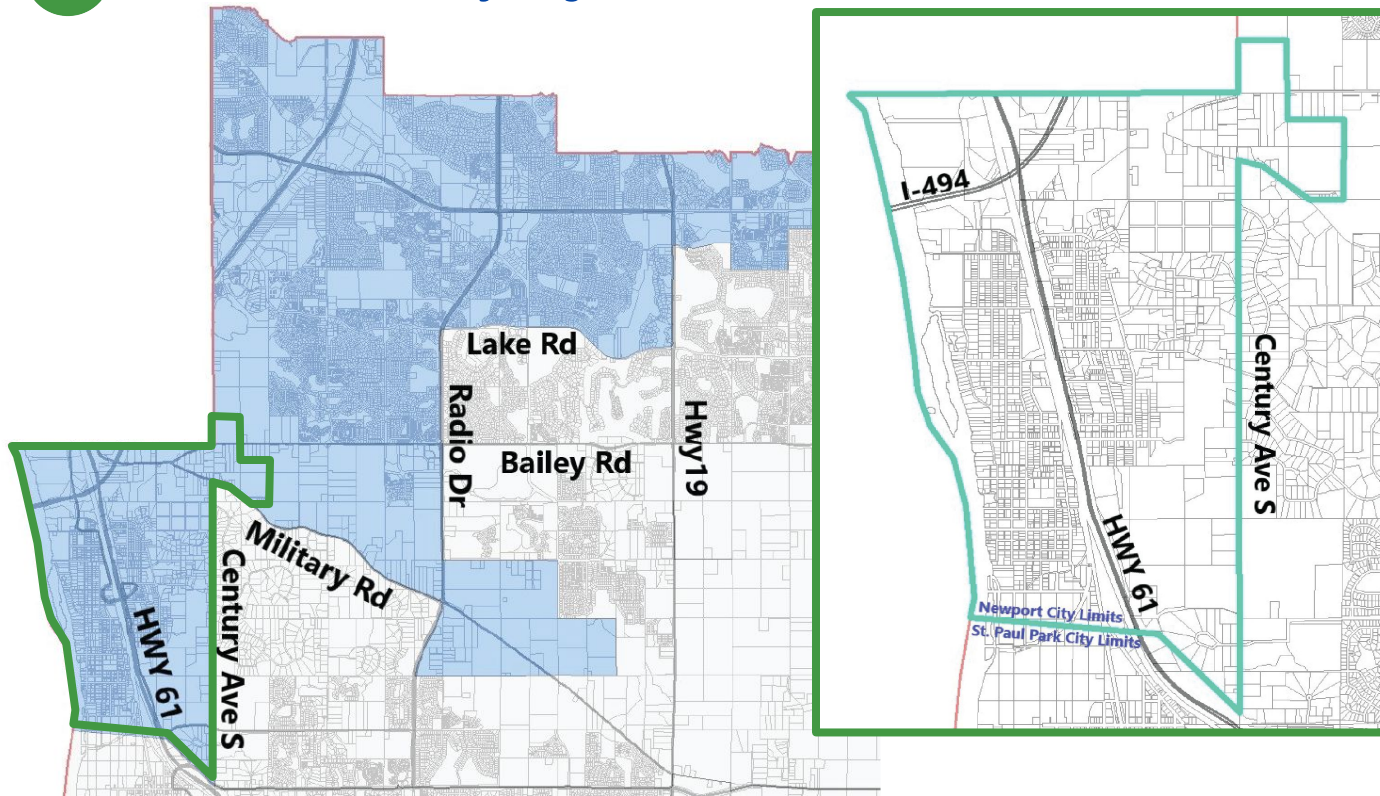 Lake Rd
Radio Dr
Hwy19
Bailey Rd
Military Rd
Century Ave S
HWY 61
I-494
Century Ave S
HWY 61
Newport City Limits
St. Paul Park City Limits